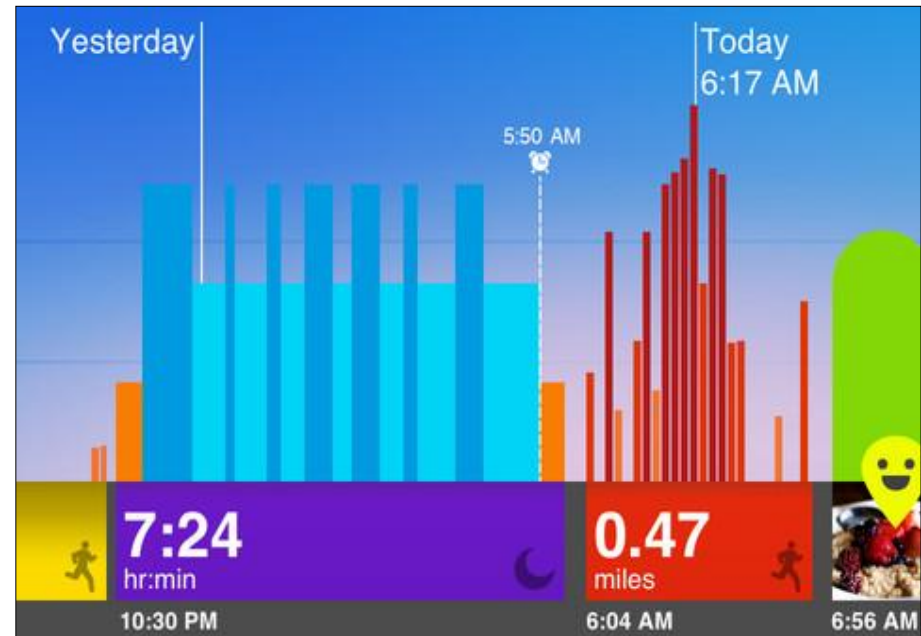 Yesterday
Today
6:17 AM
5:50 AM
7:24
hr:min
0.47
miles
10:30 PM
6:04 AM
6:56 AM